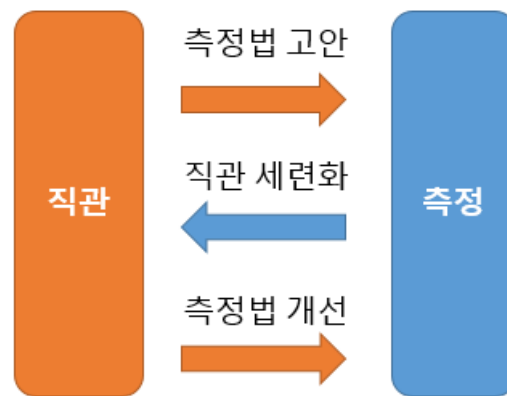 측정법 고안
직관 세련화
직관
측정
측정법 개선